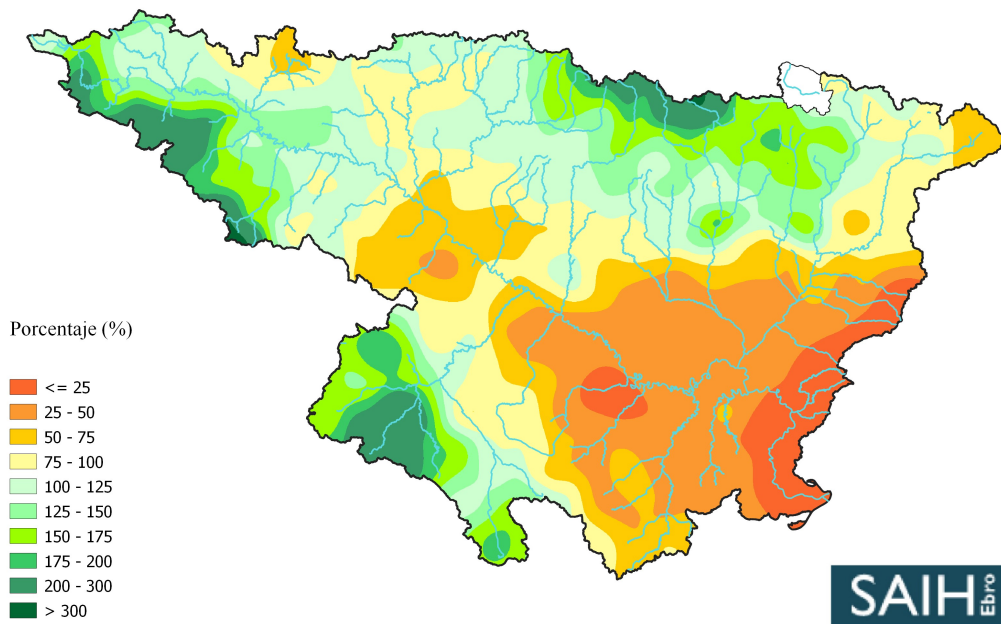 Porcentaje (%)
<= 25
25 - 50
50 - 75
75 - 100
100 - 125
125 - 150
150 - 175
175 - 200
200 - 300
> 300
SAIH Ebro